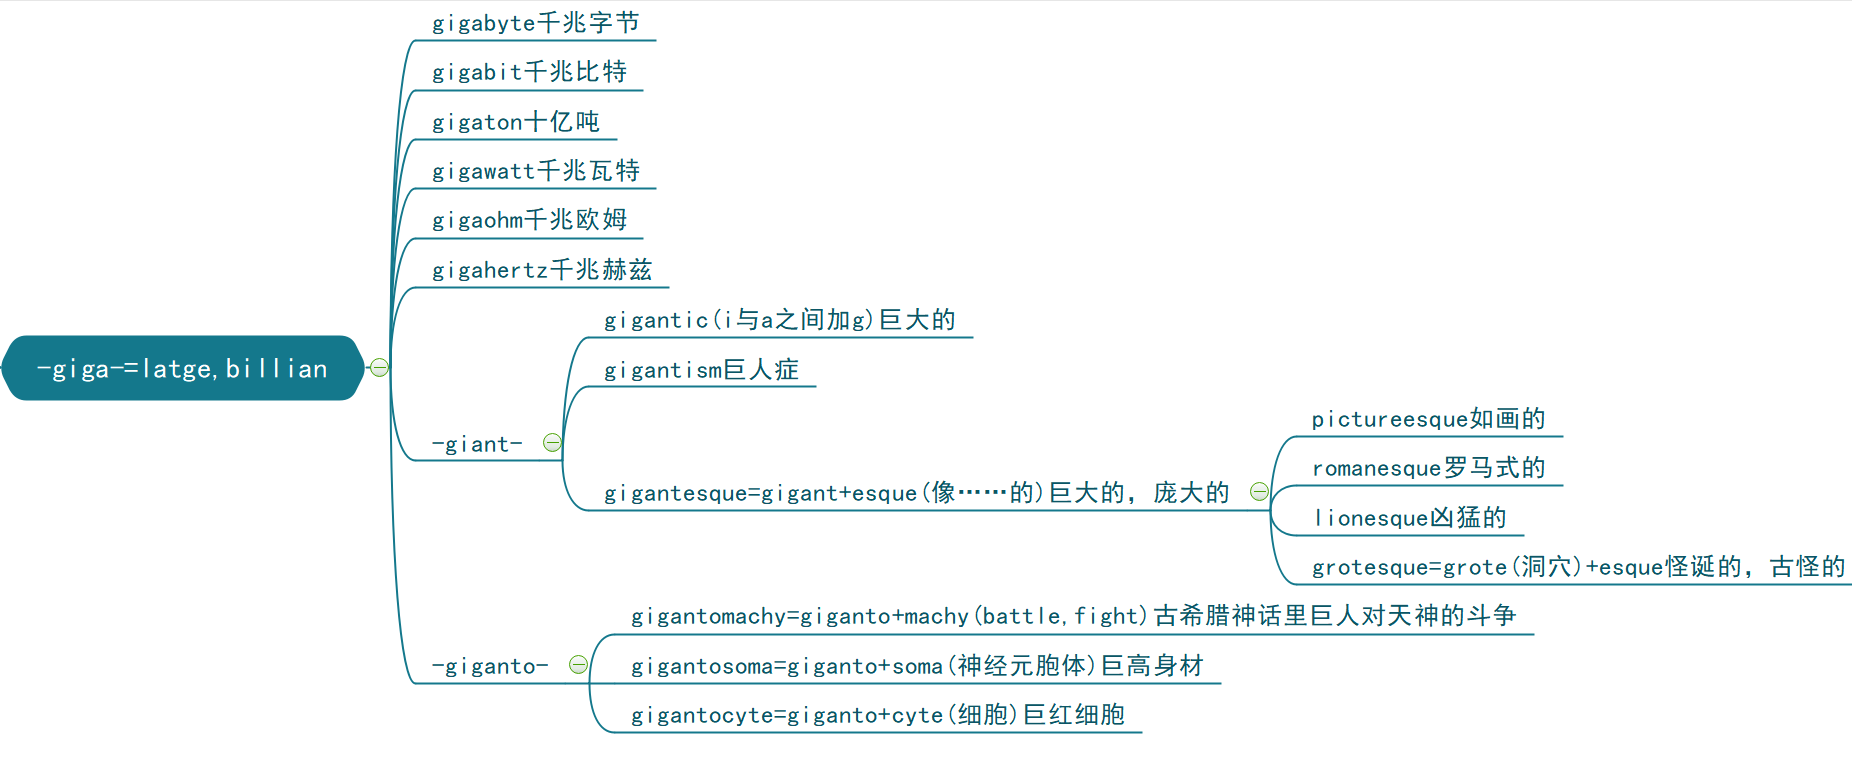 gigabyte千兆字节
gigabit千兆比特
gigaton十亿吨
gigawatt千兆瓦特
gigaohm千兆欧姆
gigahertz千兆赫兹
gigantic(i与a之间加g)巨大的
-giga-=latge,billian
gigantism巨人症
pictureesque如画的
-giant-
romanesque罗马式的
gigantesque=gigant+esque(像……的)巨大的，庞大的
lionesque凶猛的
grotesque=grote(洞穴)+esque怪诞的，古怪的
gigantomachy=giganto+machy(battle,fight)古希腊神话里巨人对天神的斗争
-giganto-
gigantosoma=giganto+soma(神经元胞体)巨高身材
gigantocyte=giganto+cyte(细胞)巨红细胞